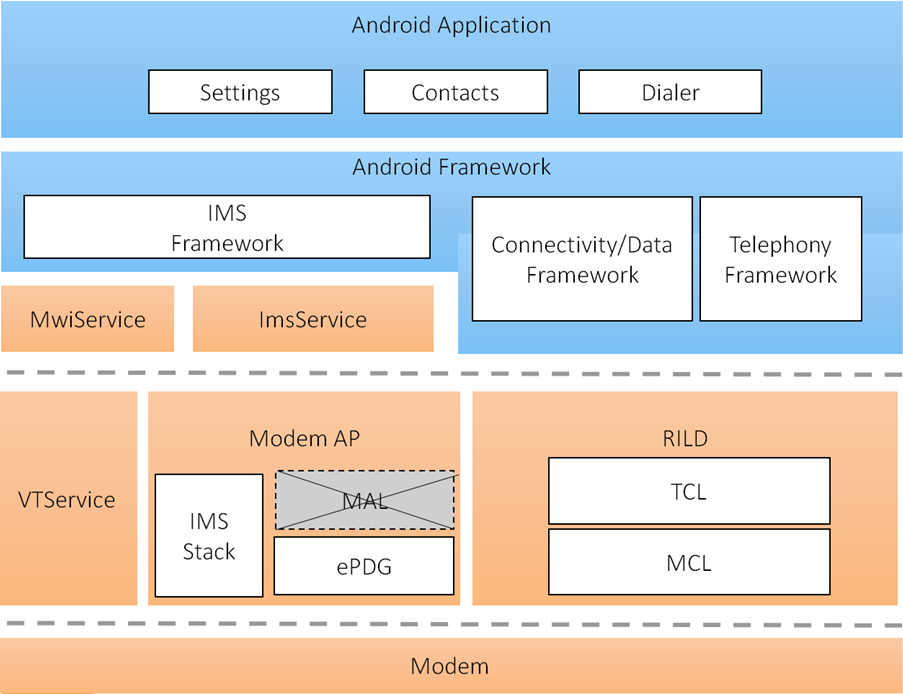 Android Application
Settings
Contacts
Dialer
Android Framework
IMS
Framework
Connectivity/Data
Framework
Telephony
Framework
MwiService
ImsService
VTService
Modem AP
IMS
Stack
MAL
ePDG
RILD
TCL
MCL
Modem